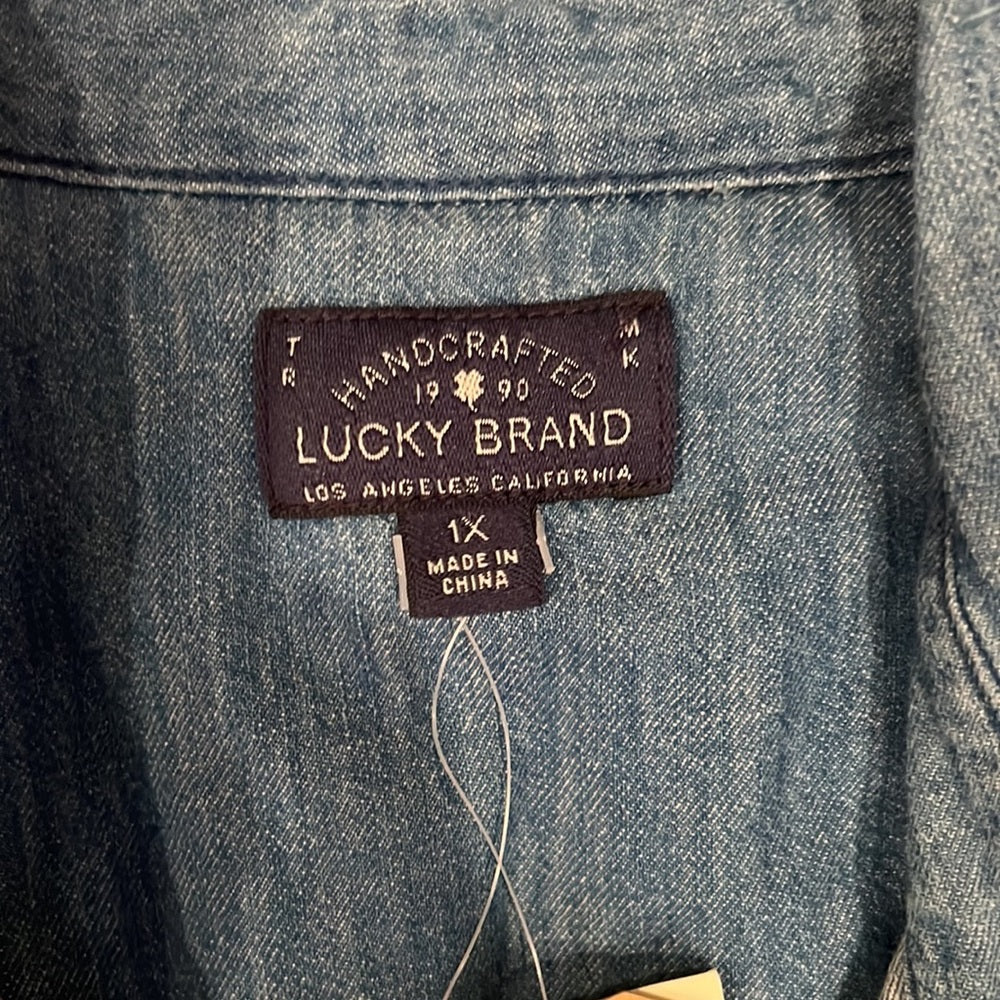 TR MK
HANDCRAFTED
19 90
LUCKY BRAND
LOS ANGELES CALIFORNIA
1X
MADE IN
CHINA